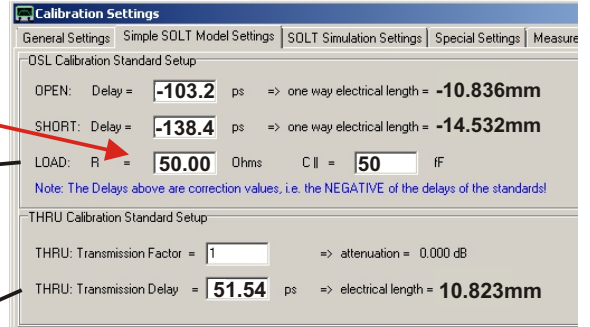 Calibration Settings
General Settings Simple SOLT Model Settings SOLT Simulation Settings Special Settings Measure
OSL Calibration Standard Setup
OPEN: Delay = -103.2 ps => one way electrical length = -10.836mm
SHORT: Delay = -138.4 ps => one way electrical length = -14.532mm
LOAD: R = 50.00 Ohms C || = 50 fF
Note: The Delays above are correction values, i.e. the NEGATIVE of the delays of the standards!
THRU Calibration Standard Setup
THRU: Transmission Factor = 1 => attenuation = 0.000 dB
THRU: Transmission Delay = 51.54 ps => electrical length = 10.823mm